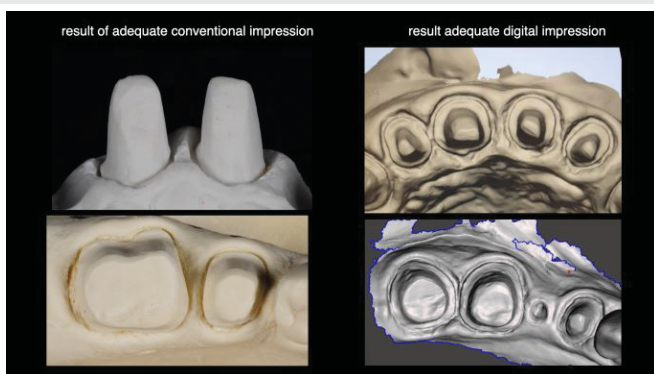 result of adequate conventional impression
result adequate digital impression